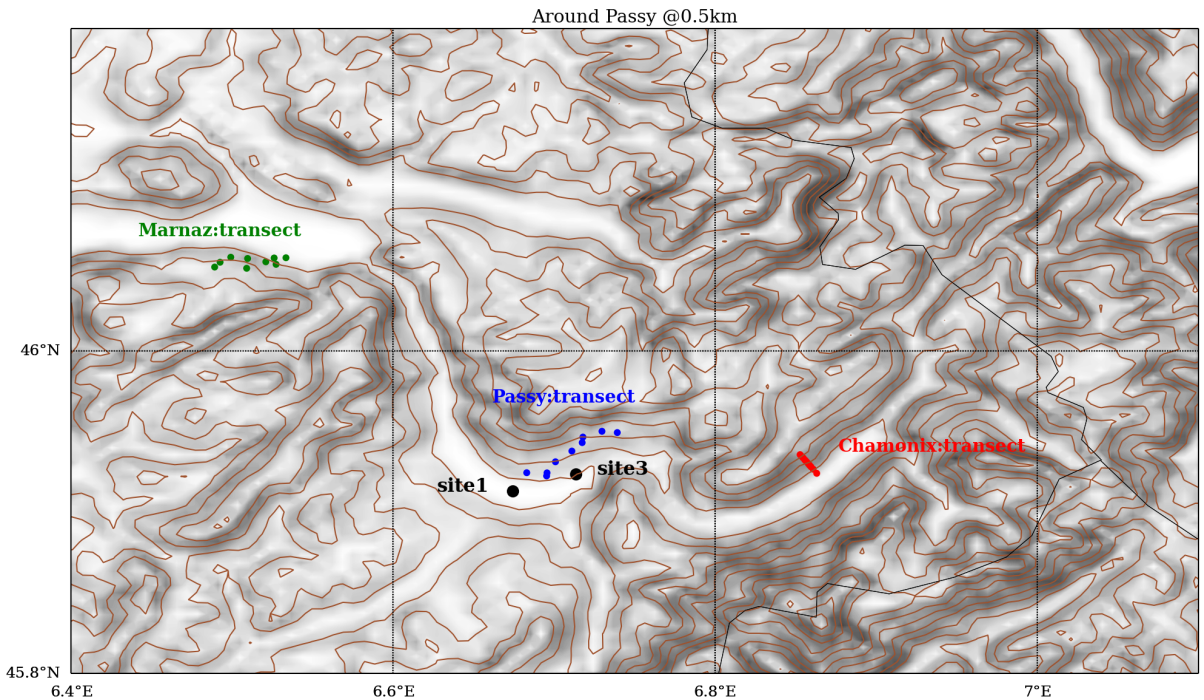 Around Passy @0.5km
Marnaz:transect
46°N
Passy:transect
Chamonix:transect
site3
site1
45.8°N
6.4°E
6.6°E
6.8°E
7°E